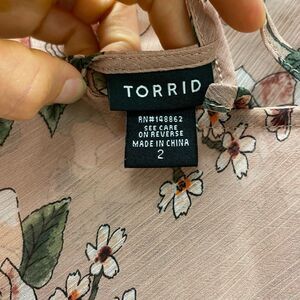 TORRID
RN#148862
SEE CARE
ON REVERSE
MADE IN CHINA
2